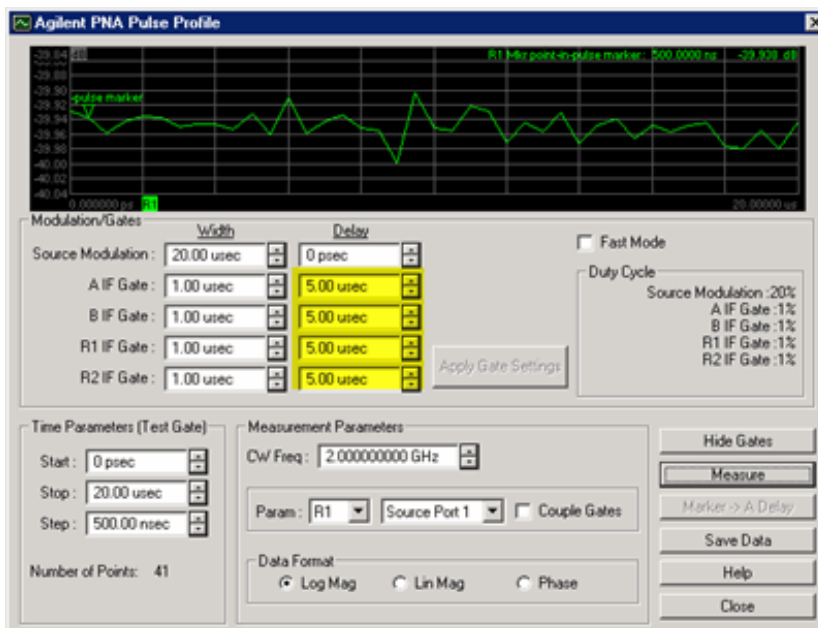 Agilent PNA Pulse Profile
R1 Mkr point-in-pulse marker: 500.0000 ns -39.938 dB
-39.84
-39.88
-39.90
-39.92
-39.94
-39.96
-40.00
-40.02
-40.04
-pulse marker
0.000000 ps R1 20.00000 us
Modulation/Gates
Width Delay
Source Modulation : 20.00 usec 0 psec
A IF Gate : 1.00 usec 5.00 usec
B IF Gate : 1.00 usec 5.00 usec
R1 IF Gate : 1.00 usec 5.00 usec
R2 IF Gate : 1.00 usec 5.00 usec
Apply Gate Settings
Fast Mode
Duty Cycle
Source Modulation :20%
A IF Gate :1%
B IF Gate :1%
R1 IF Gate :1%
R2 IF Gate :1%
Time Parameters (Test Gate)
Start : 0 psec
Stop : 20.00 usec
Step : 500.00 nsec
Number of Points: 41
Measurement Parameters
CW Freq : 2.000000000 GHz
Param : R1 Source Port 1 Couple Gates
Data Format
Log Mag Lin Mag Phase
Hide Gates
Measure
Marker -> A Delay
Save Data
Help
Close